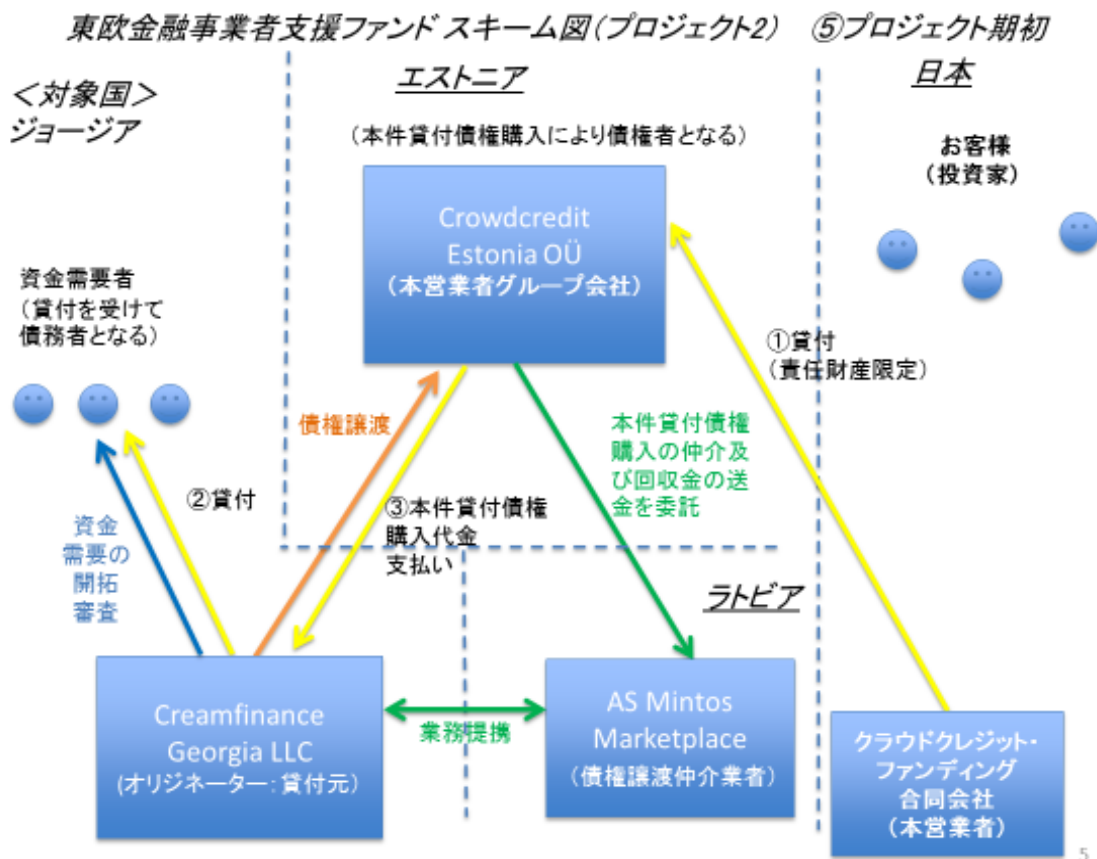 東欧金融事業者支援ファンド スキーム図(プロジェクト2) ⑤プロジェクト期初
エストニア
日本
＜対象国＞
ジョージア
(本件貸付債権購入により債権者となる)
お客様
(投資家)
Crowdcredit
Estonia OÜ
(本営業者グループ会社)
資金需要者
(貸付を受けて
債務者となる)
①貸付
(責任財産限定)
債権譲渡
本件貸付債権
購入の仲介及
び回収金の送
金を委託
②貸付
③本件貸付債権
購入代金
支払い
資金
需要の
開拓
審査
ラトビア
Creamfinance
Georgia LLC
(オリジネーター：貸付元)
業務提携
AS Mintos
Marketplace
(債権譲渡仲介業者)
クラウドクレジット・
ファンディング
合同会社
(本営業者)
5